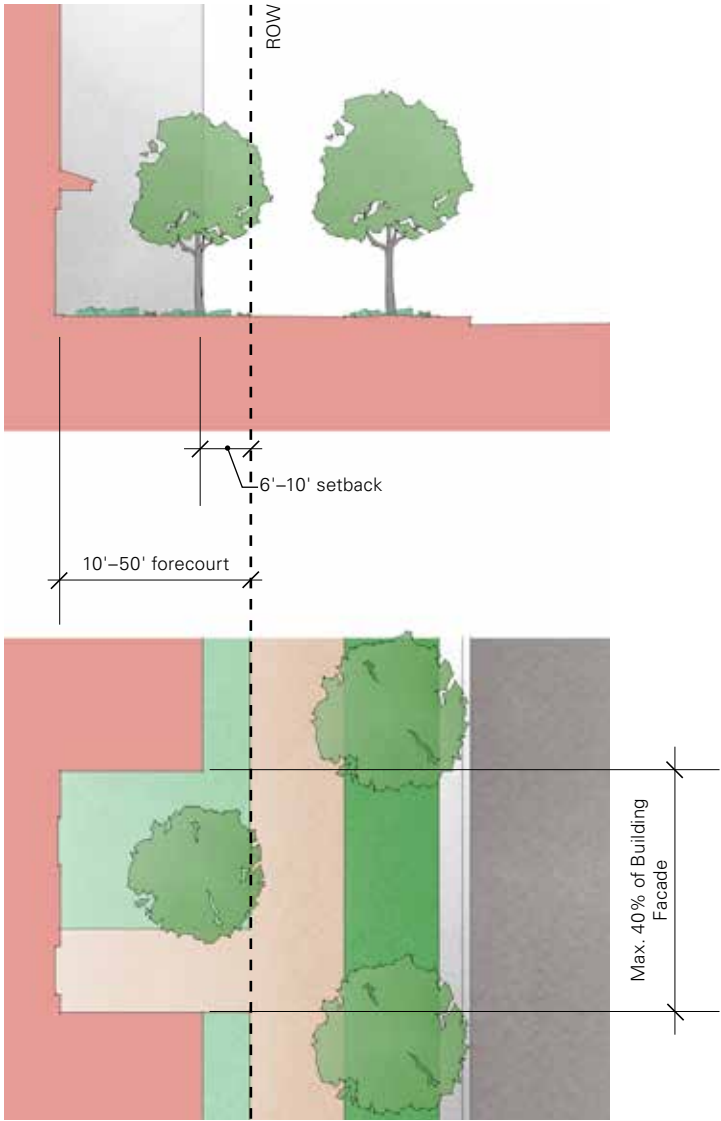 ROW
6'–10' setback
10'–50' forecourt
Max. 40% of Building
Facade